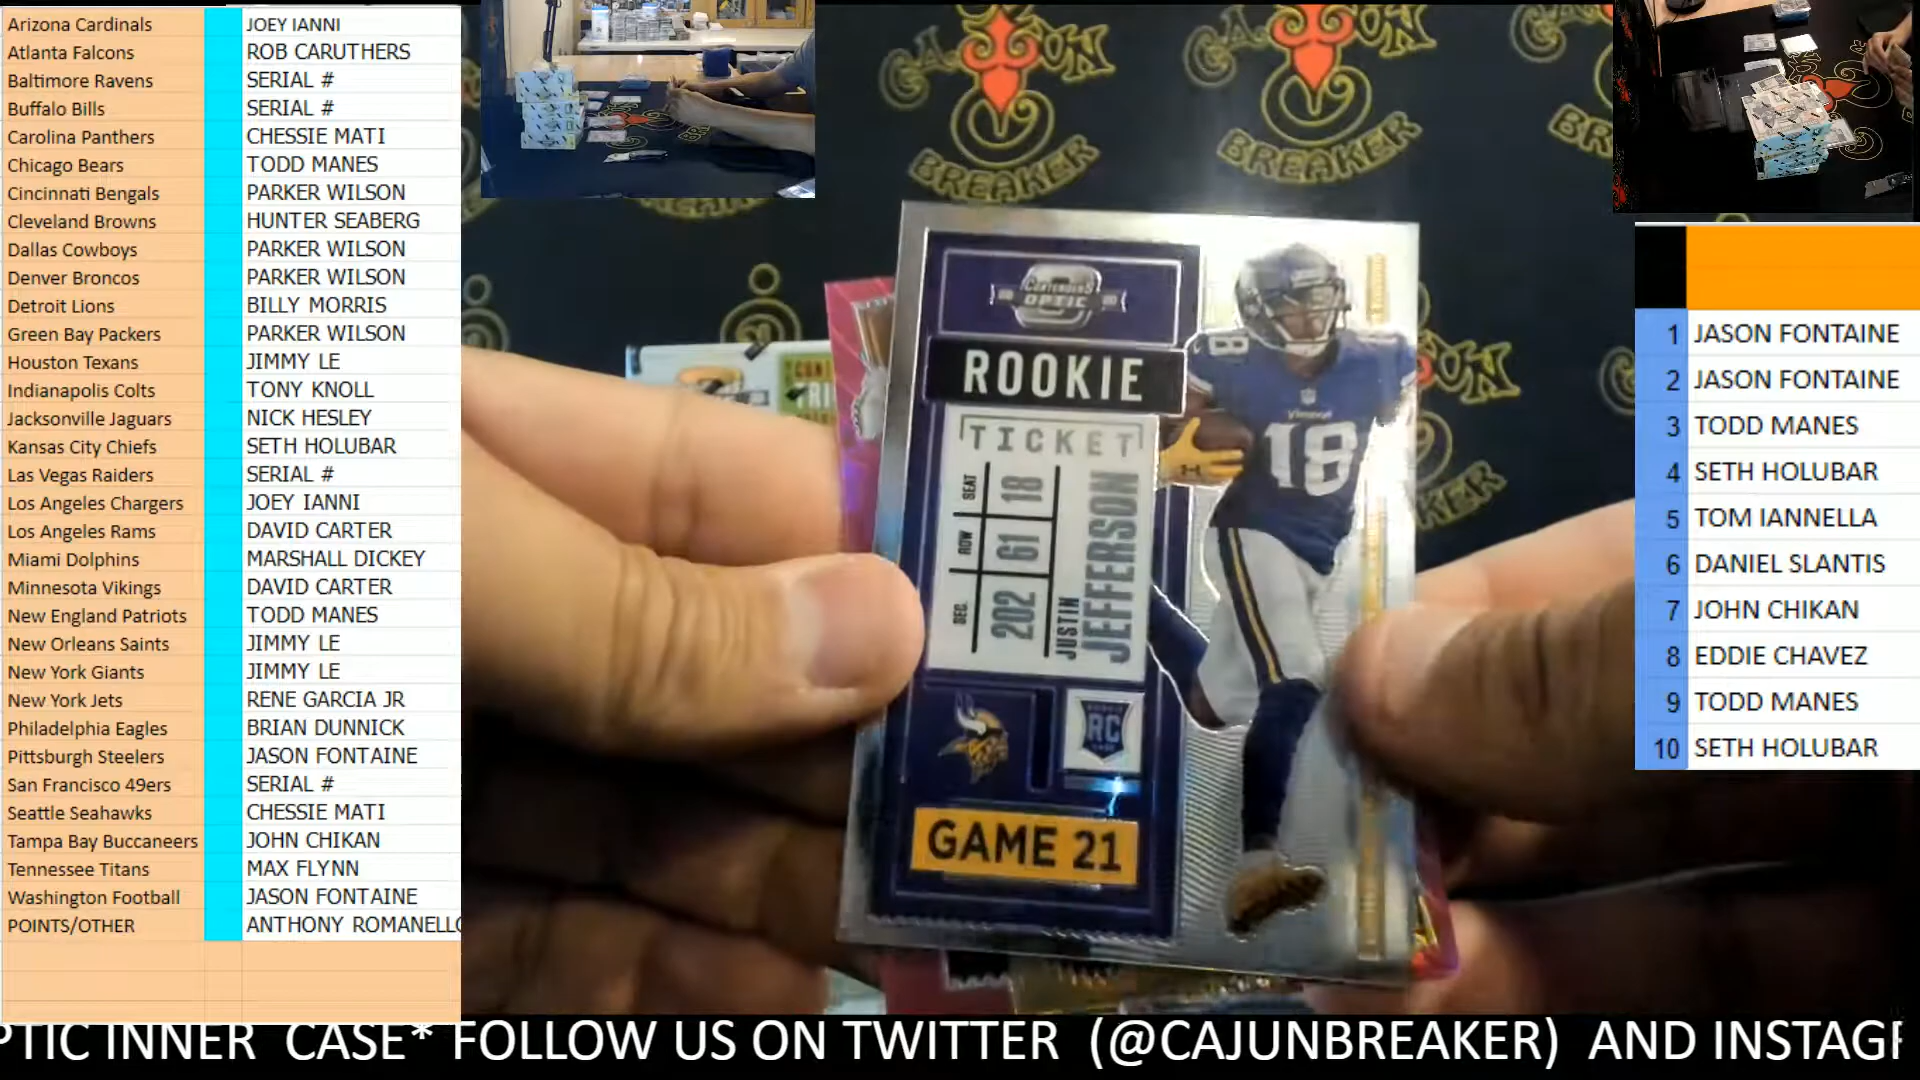 Arizona Cardinals JOEY IANNI
Atlanta Falcons ROB CARUTHERS
Baltimore Ravens SERIAL #
Buffalo Bills SERIAL #
Carolina Panthers CHESSIE MATI
Chicago Bears TODD MANES
Cincinnati Bengals PARKER WILSON
Cleveland Browns HUNTER SEABERG
Dallas Cowboys PARKER WILSON
Denver Broncos PARKER WILSON
Detroit Lions BILLY MORRIS
Green Bay Packers PARKER WILSON
Houston Texans JIMMY LE
Indianapolis Colts TONY KNOLL
Jacksonville Jaguars NICK HESLEY
Kansas City Chiefs SETH HOLUBAR
Las Vegas Raiders SERIAL #
Los Angeles Chargers JOEY IANNI
Los Angeles Rams DAVID CARTER
Miami Dolphins MARSHALL DICKEY
Minnesota Vikings DAVID CARTER
New England Patriots TODD MANES
New Orleans Saints JIMMY LE
New York Giants JIMMY LE
New York Jets RENE GARCIA JR
Philadelphia Eagles BRIAN DUNNICK
Pittsburgh Steelers JASON FONTAINE
San Francisco 49ers SERIAL #
Seattle Seahawks CHESSIE MATI
Tampa Bay Buccaneers JOHN CHIKAN
Tennessee Titans MAX FLYNN
Washington Football JASON FONTAINE
POINTS/OTHER ANTHONY ROMANELLO
BREAKER
BREAKER
CONTENDERS
OPTIC
ROOKIE
TICKET
SEC. ROW SEAT
202 61 18
JUSTIN
JEFFERSON
RC
GAME 21
18
18
1 JASON FONTAINE
2 JASON FONTAINE
3 TODD MANES
4 SETH HOLUBAR
5 TOM IANNELLA
6 DANIEL SLANTIS
7 JOHN CHIKAN
8 EDDIE CHAVEZ
9 TODD MANES
10 SETH HOLUBAR
PTIC INNER CASE* FOLLOW US ON TWITTER (@CAJUNBREAKER) AND INSTAGR